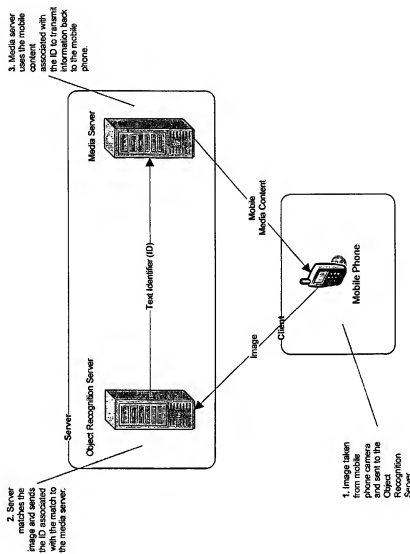 3. Media server
uses the mobile
content
associated with
the ID to transmit
information back
to the mobile
phone.
Server
Object Recognition Server
Media Server
Text Identifier (ID)
2. Server
matches the
image and sends
the ID associated
with the match to
the media server.
Image
Mobile
Media Content
Client
Mobile Phone
1. Image taken
from mobile
phone camera
and sent to the
Object
Recognition
Server